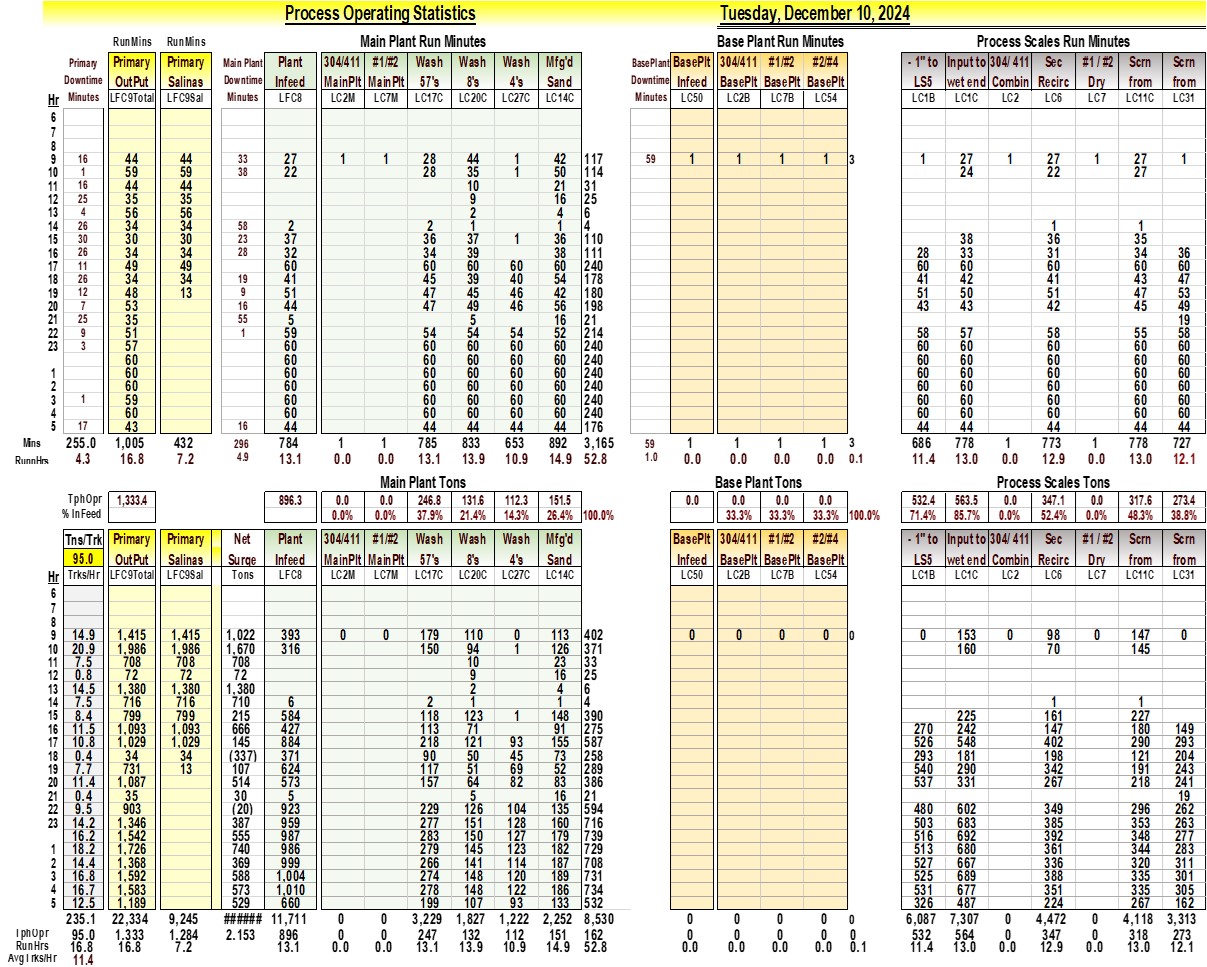 Process Operating Statistics Tuesday, December 10, 2024
RunMins RunMins Main Plant Run Minutes Base Plant Run Minutes Process Scales Run Minutes
Primary Primary Primary Main Plant Plant 304/411 #1/#2 Wash Wash Wash Mfg'd BasePlant BasePlt 304/411 #1/#2 #2/#4 - 1" to Input to 304/ 411 Sec #1 / #2 Scrn Scrn
Downtime OutPut Salinas Downtime Infeed MainPlt MainPlt 57's 8's 4's Sand Downtime Infeed BasePlt BasePlt BasePlt LS5 wet end Combin Recirc Dry from from
Hr Minutes LFC9Total LFC9Sal Minutes LFC8 LC2M LC7M LC17C LC20C LC27C LC14C Minutes LC50 LC2B LC7B LC54 LC1B LC1C LC2 LC6 LC7 LC11C LC31
6
7
8
9 16 44 44 33 27 1 1 28 44 1 42 117 59 1 1 1 1 3 1 27 1 27 1 27 1
10 1 59 59 38 22 28 35 1 50 114 24 22 27
11 16 44 44 10 21 31
12 25 35 35 9 16 25
13 4 56 56 2 4 6
14 26 34 34 58 2 2 1 1 4 1 1
15 30 30 30 23 37 36 37 1 36 110 38 36 35
16 26 34 34 28 32 34 39 38 111 28 33 31 34 36
17 11 49 49 60 60 60 60 60 240 60 60 60 60 60
18 26 34 34 19 41 45 39 40 54 178 41 42 41 43 47
19 12 48 13 9 51 47 45 46 42 180 51 50 51 47 53
20 7 53 16 44 47 49 46 56 198 43 43 42 45 49
21 25 35 55 5 5 16 21 19
22 9 51 1 59 54 54 54 52 214 58 57 58 55 58
23 3 57 60 60 60 60 60 240 60 60 60 60 60
60 60 60 60 60 60 240 60 60 60 60 60
1 60 60 60 60 60 60 240 60 60 60 60 60
2 60 60 60 60 60 60 240 60 60 60 60 60
3 1 59 60 60 60 60 60 240 60 60 60 60 60
4 60 60 60 60 60 60 240 60 60 60 60 60
5 17 43 16 44 44 44 44 44 176 44 44 44 44 44
Mins 255.0 1,005 432 296 784 1 1 785 833 653 892 3,165 59 1 1 1 1 3 686 778 1 773 1 778 727
RunnHrs 4.3 16.8 7.2 4.9 13.1 0.0 0.0 13.1 13.9 10.9 14.9 52.8 1.0 0.0 0.0 0.0 0.0 0.1 11.4 13.0 0.0 12.9 0.0 13.0 12.1
Main Plant Tons Base Plant Tons Process Scales Tons
TphOpr 1,333.4 896.3 0.0 0.0 246.8 131.6 112.3 151.5 0.0 0.0 0.0 0.0 532.4 563.5 0.0 347.1 0.0 317.6 273.4
% InFeed 0.0% 0.0% 37.9% 21.4% 14.3% 26.4% 100.0% 33.3% 33.3% 33.3% 100.0% 71.4% 85.7% 0.0% 52.4% 0.0% 48.3% 38.8%
Tns/Trk Primary Primary Net Plant 304/411 #1/#2 Wash Wash Wash Mfg'd BasePlt 304/411 #1/#2 #2/#4 - 1" to Input to 304/ 411 Sec #1 / #2 Scrn Scrn
95.0 OutPut Salinas Surge Infeed MainPlt MainPlt 57's 8's 4's Sand Infeed BasePlt BasePlt BasePlt LS5 wet end Combin Recirc Dry from from
Hr Trks/Hr LFC9Total LFC9Sal Tons LFC8 LC2M LC7M LC17C LC20C LC27C LC14C LC50 LC2B LC7B LC54 LC1B LC1C LC2 LC6 LC7 LC11C LC31
6
7
8
9 14.9 1,415 1,415 1,022 393 0 0 179 110 0 113 402 0 0 0 0 0 0 153 0 98 0 147 0
10 20.9 1,986 1,986 1,670 316 150 94 1 126 371 160 70 145
11 7.5 708 708 708 10 23 33
12 0.8 72 72 72 9 16 25
13 14.5 1,380 1,380 1,380 2 4 6
14 7.5 716 716 710 6 2 1 1 4 1 1
15 8.4 799 799 215 584 118 123 1 148 390 225 161 227
16 11.5 1,093 1,093 666 427 113 71 91 275 270 242 147 180 149
17 10.8 1,029 1,029 145 884 218 121 93 155 587 526 548 402 290 293
18 0.4 34 34 (337) 371 90 50 45 73 258 293 181 198 121 204
19 7.7 731 13 107 624 117 51 69 52 289 540 290 342 191 243
20 11.4 1,087 514 573 157 64 82 83 386 537 331 267 218 241
21 0.4 35 30 5 5 16 21 19
22 9.5 903 (20) 923 229 126 104 135 594 480 602 349 296 262
23 14.2 1,346 387 959 277 151 128 160 716 503 683 385 353 263
16.2 1,542 555 987 283 150 127 179 739 516 692 392 348 277
1 18.2 1,726 740 986 279 145 123 182 729 513 680 361 344 283
2 14.4 1,368 369 999 266 141 114 187 708 527 667 336 320 311
3 16.8 1,592 588 1,004 274 148 120 189 731 525 689 388 335 301
4 16.7 1,583 573 1,010 278 148 122 186 734 531 677 351 335 305
5 12.5 1,189 529 660 199 107 93 133 532 326 487 224 267 162
235.1 22,334 9,245 ###### 11,711 0 0 3,229 1,827 1,222 2,252 8,530 0 0 0 0 0 6,087 7,307 0 4,472 0 4,118 3,313
TphOpr 95.0 1,333 1,284 2.153 896 0 0 247 132 112 151 162 0 0 0 0 0 532 564 0 347 0 318 273
RunHrs 16.8 16.8 7.2 13.1 0.0 0.0 13.1 13.9 10.9 14.9 52.8 0.0 0.0 0.0 0.0 0.1 11.4 13.0 0.0 12.9 0.0 13.0 12.1
AvgTrks/Hr 11.4